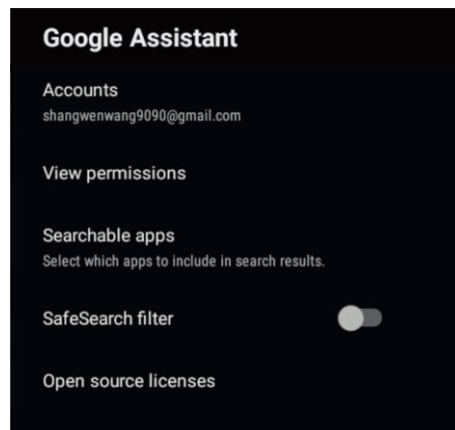 Google Assistant
Accounts
shangwenwang9090@gmail.com
View permissions
Searchable apps
Select which apps to include in search results.
SafeSearch filter
Open source licenses